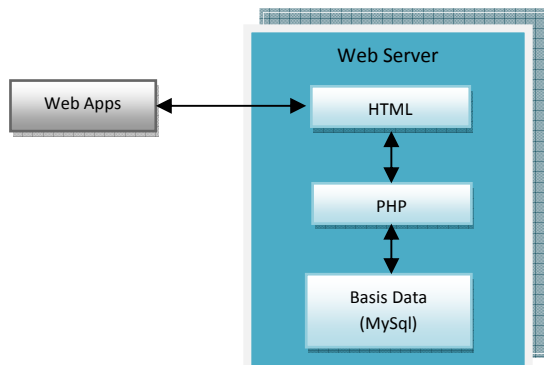 Web Server
Web Apps
HTML
PHP
Basis Data
(MySql)